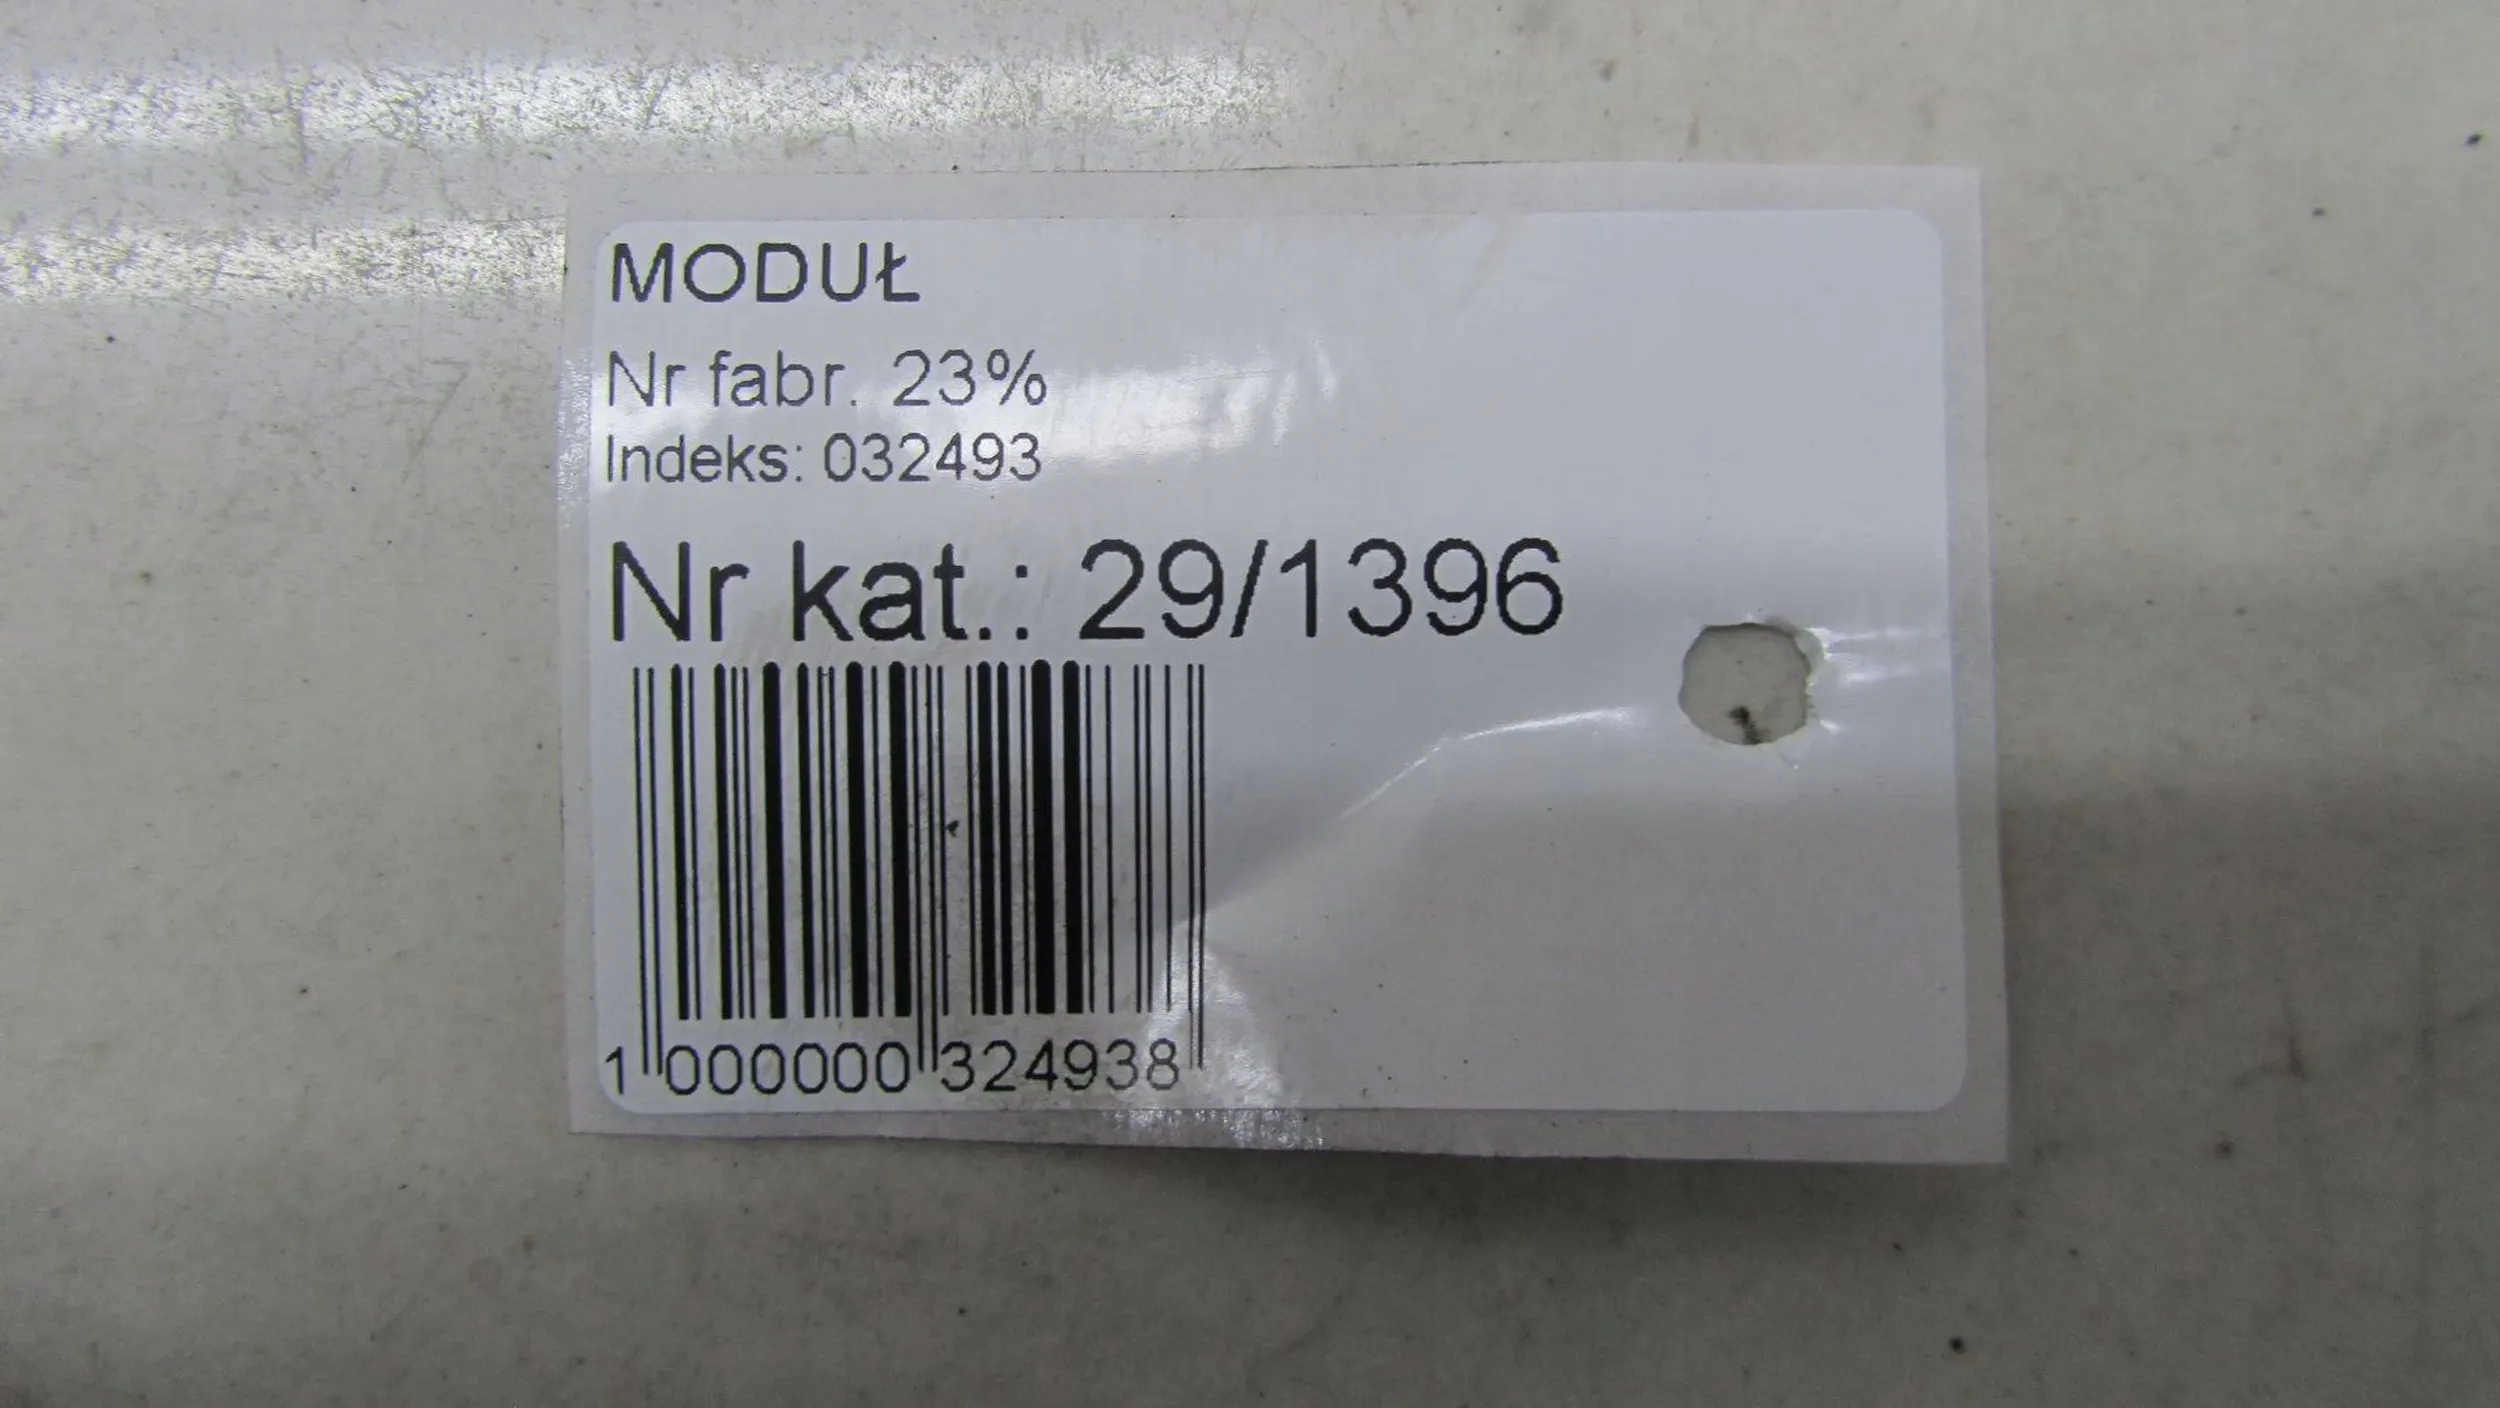 MODUŁ
Nr fabr. 23%
Indeks: 032493
Nr kat.: 29/1396
1 000000 324938